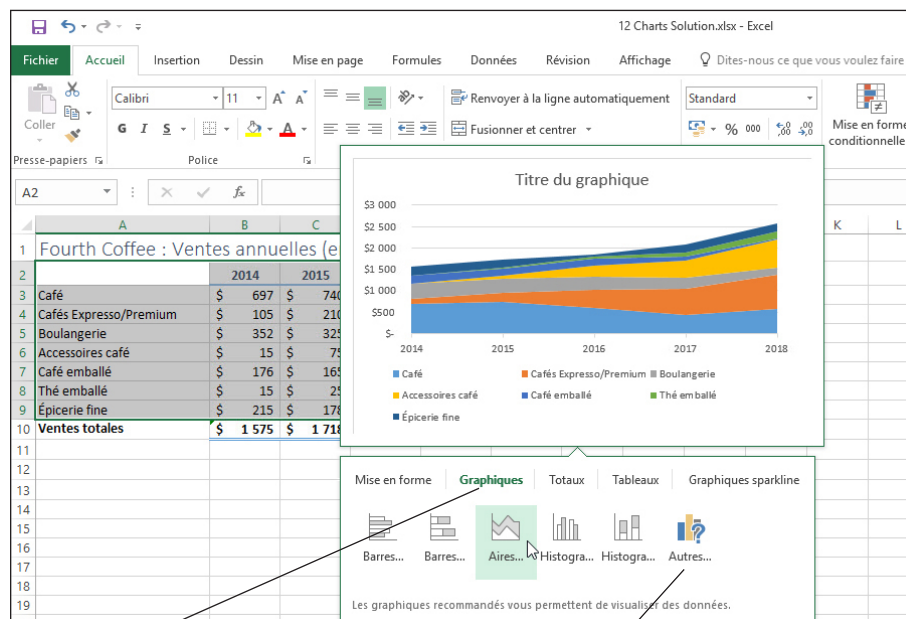 12 Charts Solution.xlsx - Excel
Fichier Accueil Insertion Dessin Mise en page Formules Données Révision Affichage Dites-nous ce que vous voulez faire
Coller
Calibri 11 A A
Renvoyer à la ligne automatiquement
Standard
G I S A
Fusionner et centrer
% 000 ,00
Mise en forme
conditionnelle
Presse-papiers Police
A2 fx
A B C K L
1 Fourth Coffee : Ventes annuelles (e
2 2014 2015
3 Café $ 697 $ 740
4 Cafés Expresso/Premium $ 105 $ 210
5 Boulangerie $ 352 $ 325
6 Accessoires café $ 15 $ 75
7 Café emballé $ 176 $ 165
8 Thé emballé $ 15 $ 25
9 Épicerie fine $ 215 $ 178
10 Ventes totales $ 1 575 $ 1 718
11
12
13
14
15
16
17
18
19
Titre du graphique
$3 000
$2 500
$2 000
$1 500
$1 000
$500
$-
2014 2015 2016 2017 2018
Café Cafés Expresso/Premium Boulangerie
Accessoires café Café emballé Thé emballé
Épicerie fine
Mise en forme Graphiques Totaux Tableaux Graphiques sparkline
Barres... Barres... Aires... Histogra... Histogra... Autres...
Les graphiques recommandés vous permettent de visualiser des données.